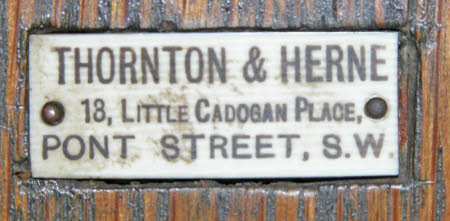 THORNTON & HERNE
18, LITTLE CADOGAN PLACE,
PONT STREET, S.W.